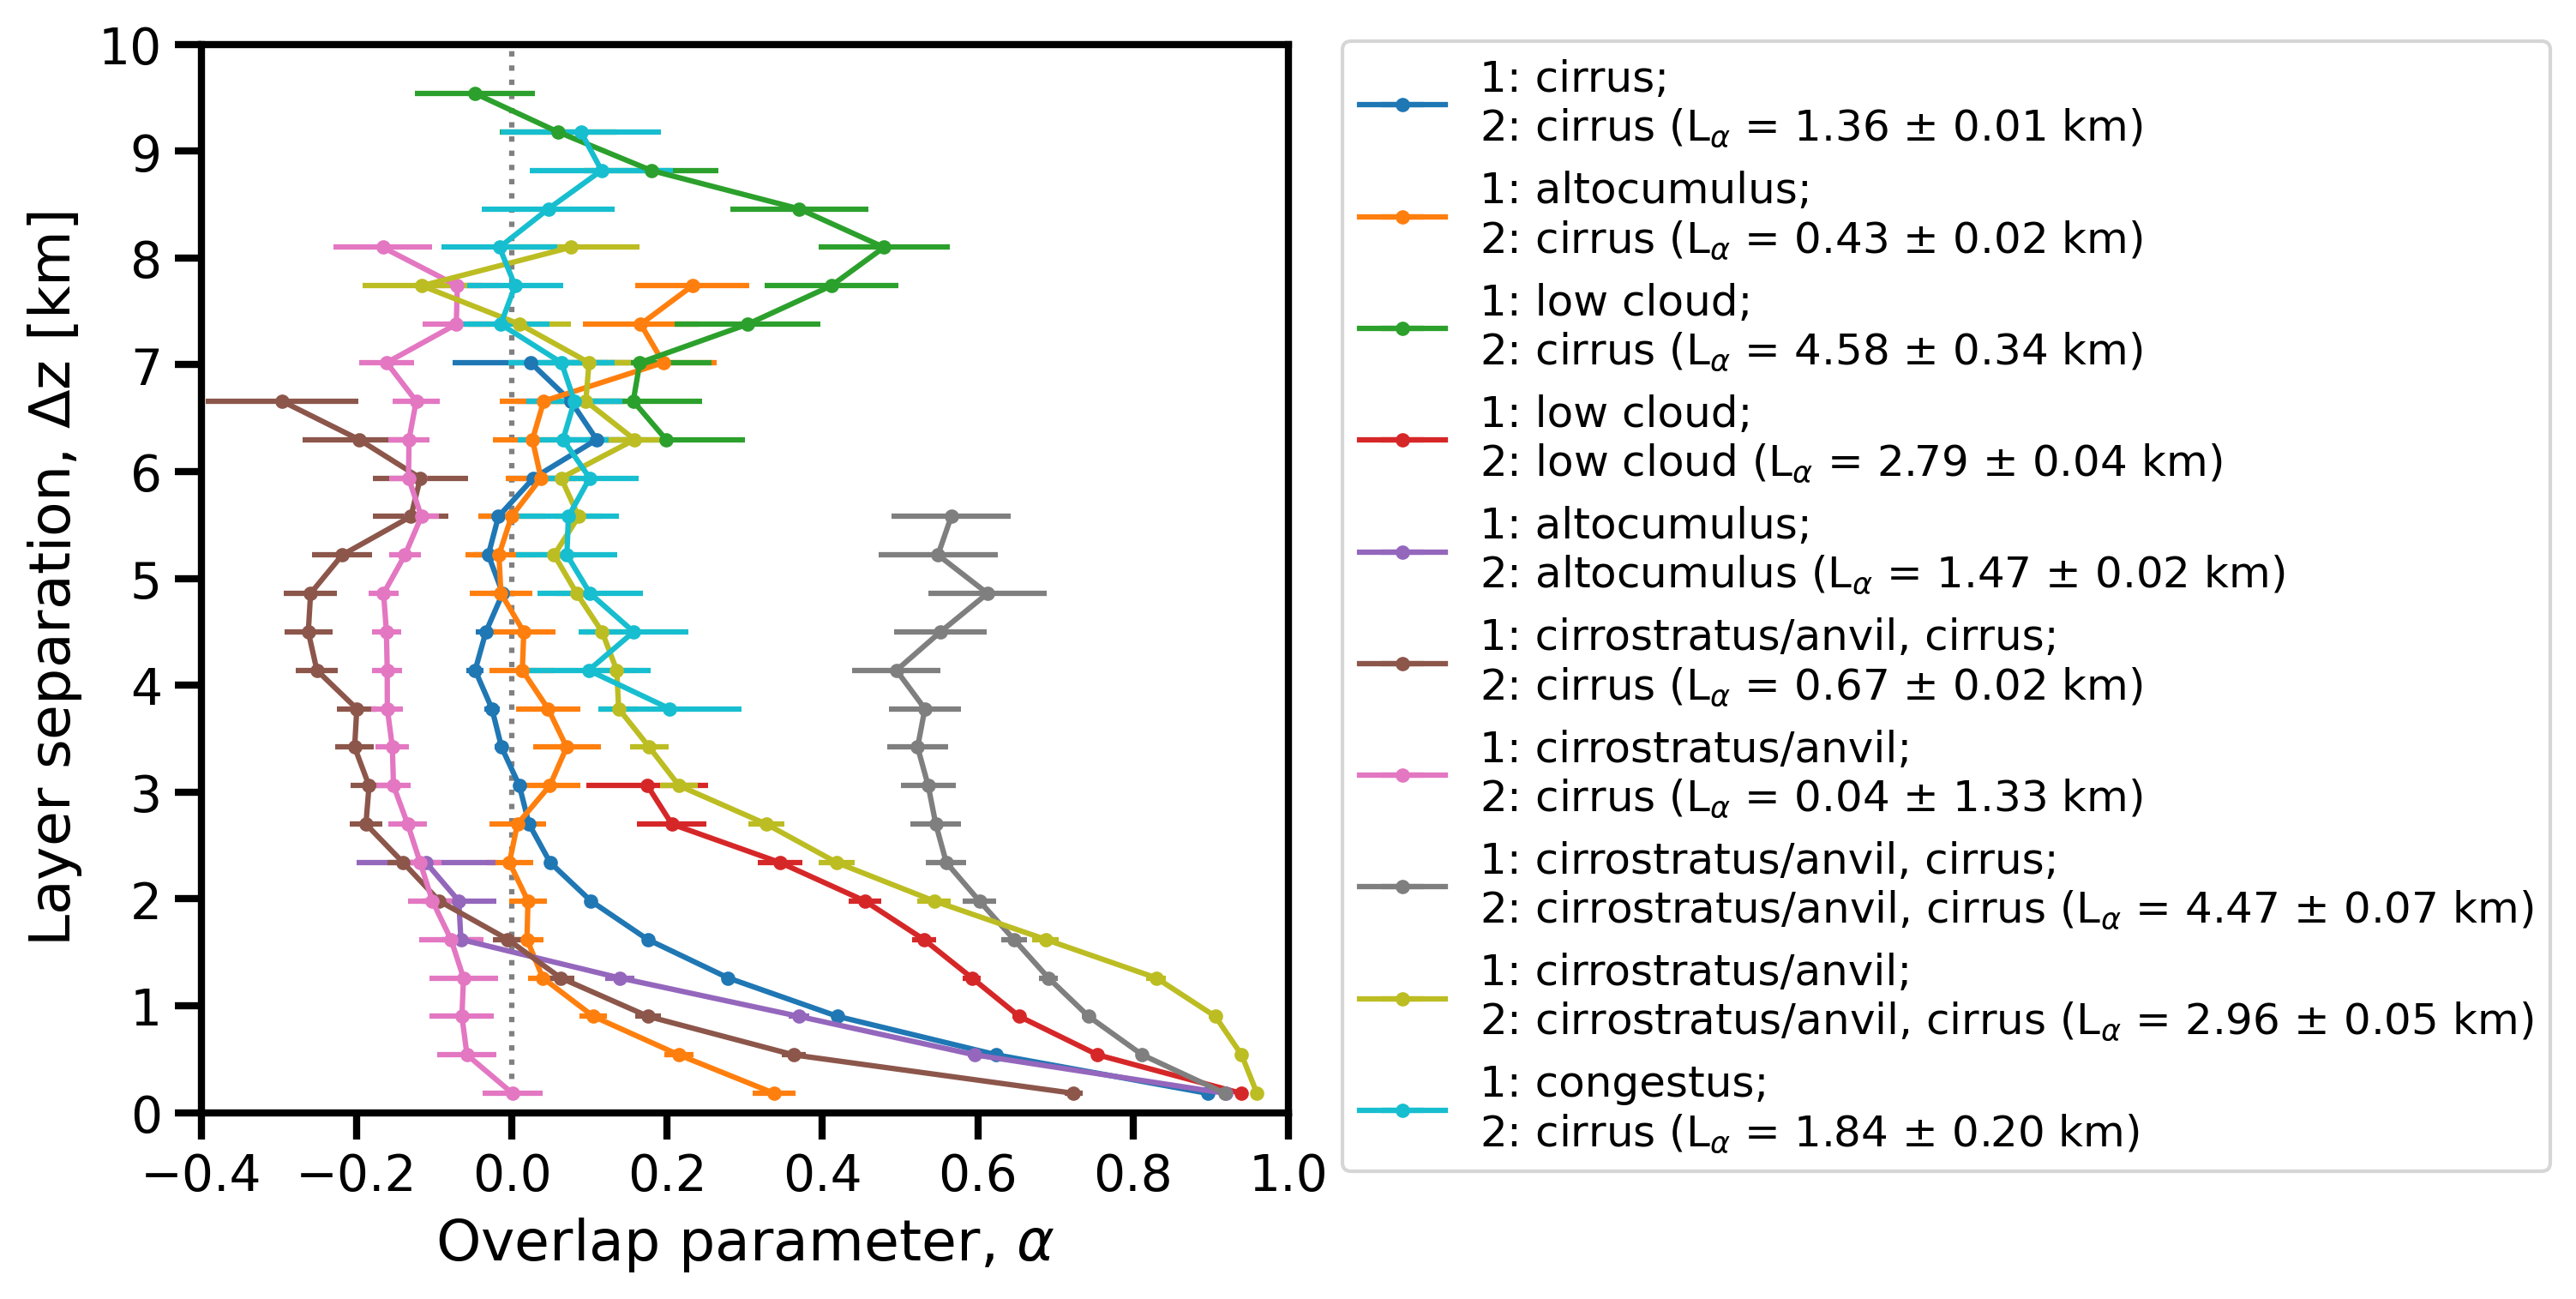 10
9
8
7
6
5
4
3
2
1
0
Layer separation, Δz [km]
−0.4 −0.2 0.0 0.2 0.4 0.6 0.8 1.0
Overlap parameter, α
1: cirrus;
2: cirrus (Lα = 1.36 ± 0.01 km)
1: altocumulus;
2: cirrus (Lα = 0.43 ± 0.02 km)
1: low cloud;
2: cirrus (Lα = 4.58 ± 0.34 km)
1: low cloud;
2: low cloud (Lα = 2.79 ± 0.04 km)
1: altocumulus;
2: altocumulus (Lα = 1.47 ± 0.02 km)
1: cirrostratus/anvil, cirrus;
2: cirrus (Lα = 0.67 ± 0.02 km)
1: cirrostratus/anvil;
2: cirrus (Lα = 0.04 ± 1.33 km)
1: cirrostratus/anvil, cirrus;
2: cirrostratus/anvil, cirrus (Lα = 4.47 ± 0.07 km)
1: cirrostratus/anvil;
2: cirrostratus/anvil, cirrus (Lα = 2.96 ± 0.05 km)
1: congestus;
2: cirrus (Lα = 1.84 ± 0.20 km)